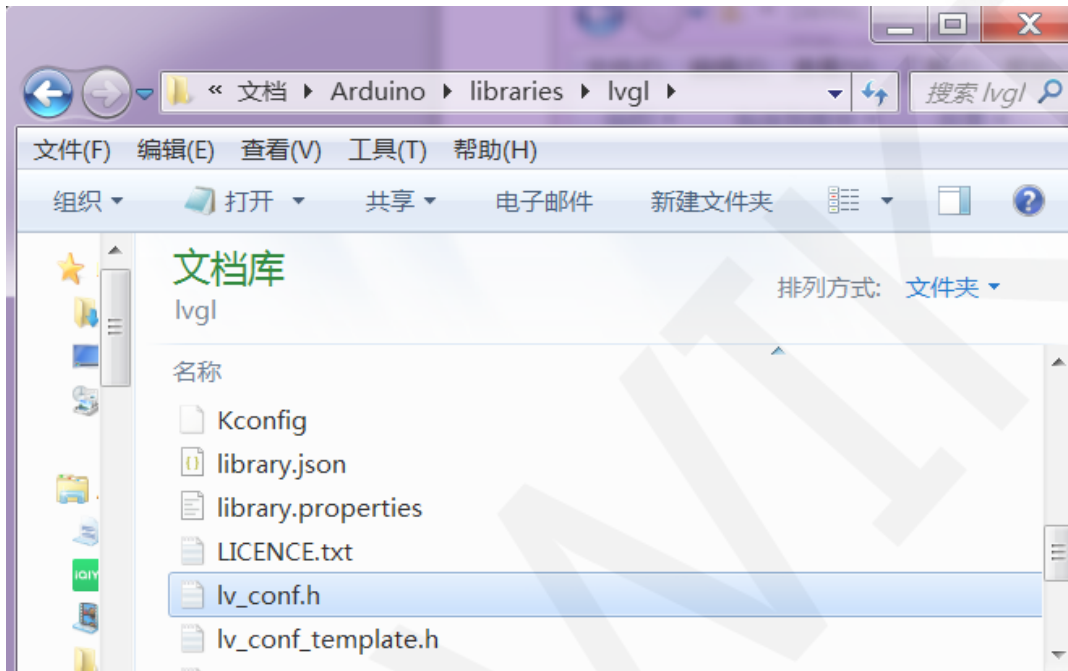 « 文档 ▸ Arduino ▸ libraries ▸ lvgl ▸ 搜索 lvgl
文件(F) 编辑(E) 查看(V) 工具(T) 帮助(H)
组织 打开 共享 电子邮件 新建文件夹
文档库
lvgl
排列方式: 文件夹
名称
Kconfig
library.json
library.properties
LICENCE.txt
lv_conf.h
lv_conf_template.h